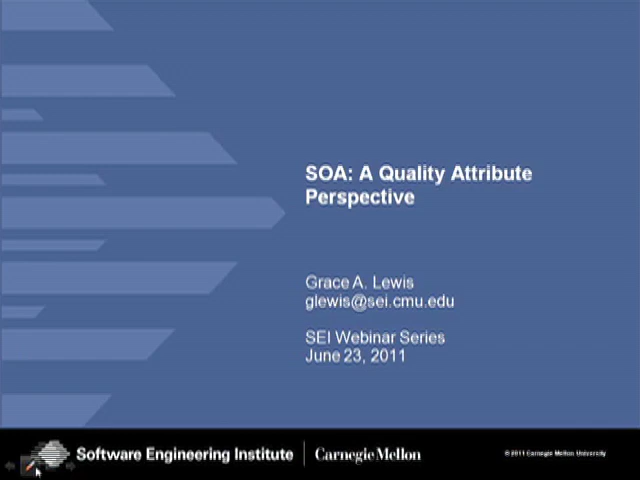 SOA: A Quality Attribute
Perspective
Grace A. Lewis
glewis@sei.cmu.edu
SEI Webinar Series
June 23, 2011
Software Engineering Institute
Carnegie Mellon
© 2011 Carnegie Mellon University